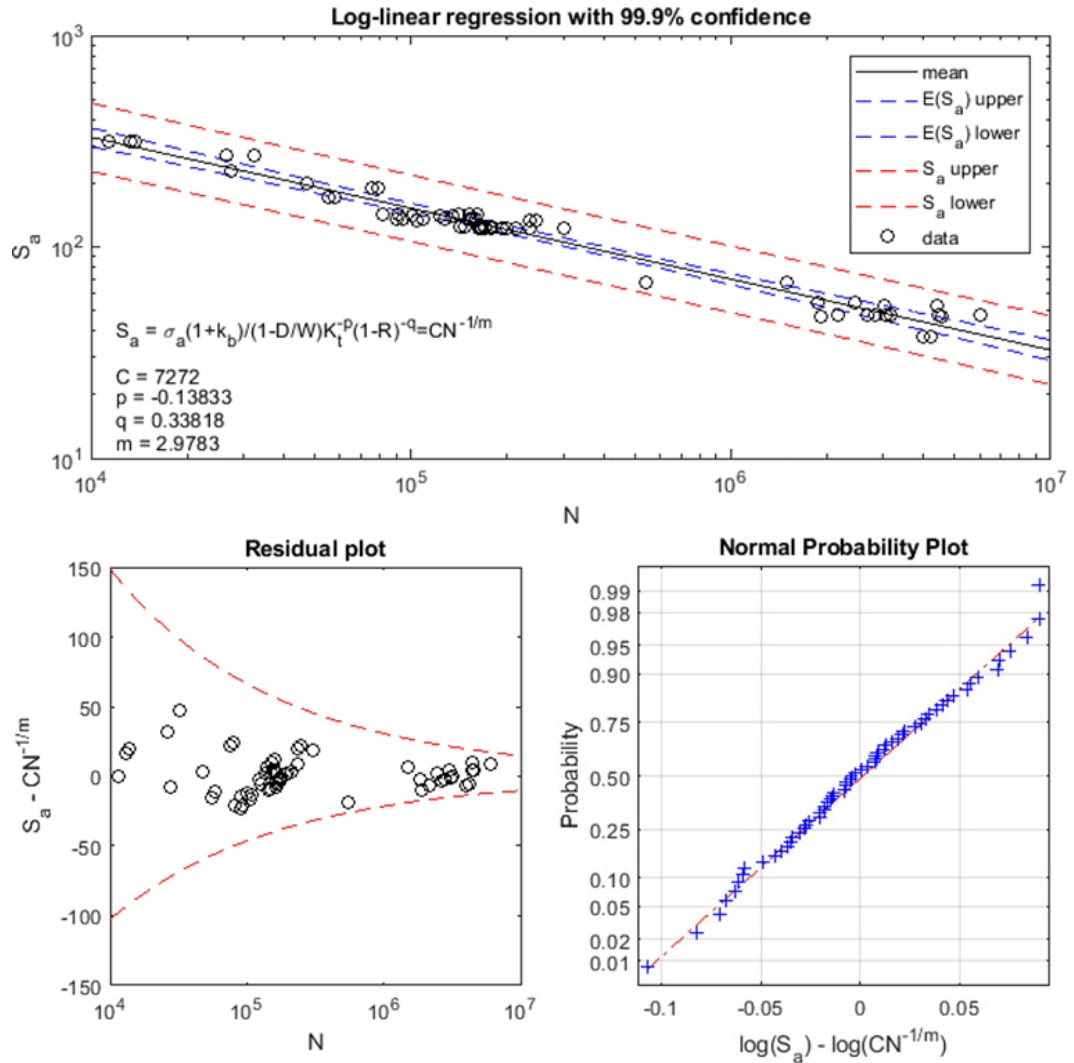 Log-linear regression with 99.9% confidence
10^3
10^2
10^1
S_a
mean
E(S_a) upper
E(S_a) lower
S_a upper
S_a lower
data
S_a = σ_a(1+k_b)/(1-D/W)K_t^-p(1-R)^-q=CN^-1/m
C = 7272
p = -0.13833
q = 0.33818
m = 2.9783
10^4 10^5 10^6 10^7
N
Residual plot
150
100
50
0
-50
-100
-150
S_a - CN^-1/m
10^4 10^5 10^6 10^7
N
Normal Probability Plot
0.99
0.98
0.95
0.90
0.75
0.50
0.25
0.10
0.05
0.02
0.01
Probability
-0.1 -0.05 0 0.05
log(S_a) - log(CN^-1/m)